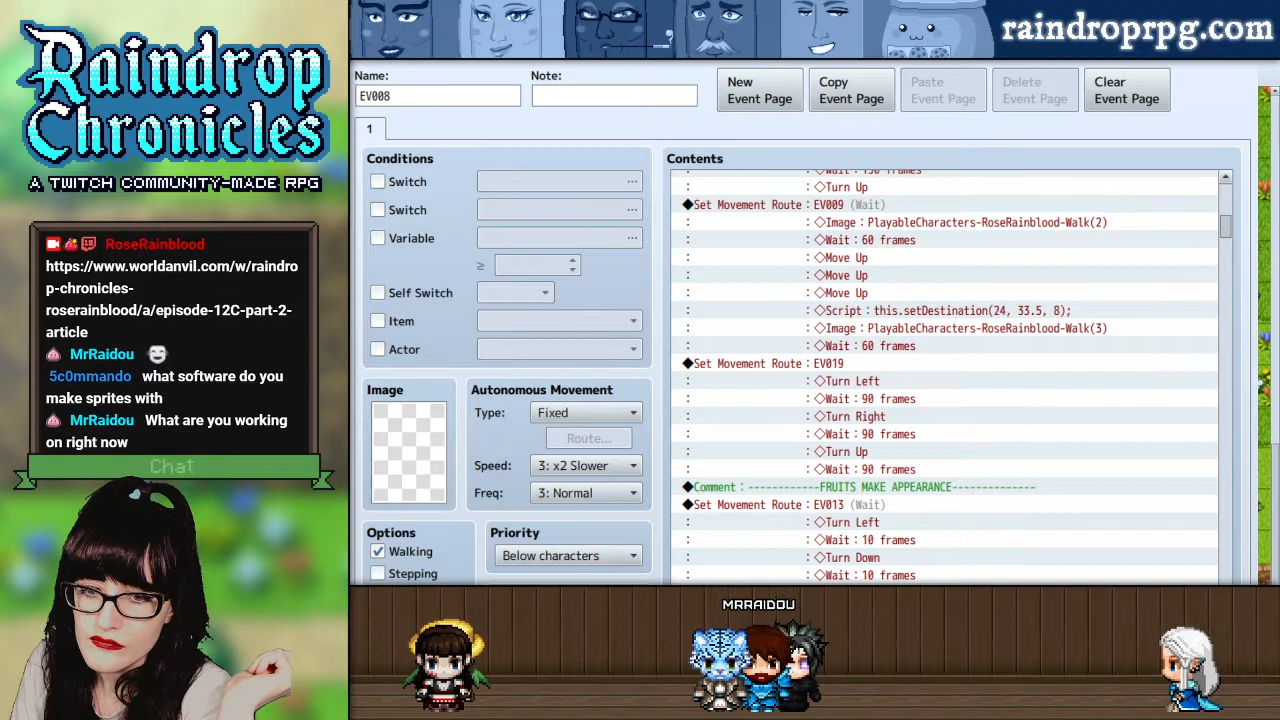 Raindrop
Chronicles
A TWITCH COMMUNITY-MADE RPG
RoseRainblood
https://www.worldanvil.com/w/raindro
p-chronicles-
roserainblood/a/episode-12C-part-2-
article
MrRaidou
5c0mmando what software do you
make sprites with
MrRaidou What are you working
on right now
Chat
raindroprpg.com
Name:
Note:
EV008
New
Event Page
Copy
Event Page
Paste
Event Page
Delete
Event Page
Clear
Event Page
1
Conditions
Switch ...
Switch ...
Variable ...
≥
Self Switch
Item
Actor
Image
Autonomous Movement
Type: Fixed
Route...
Speed: 3: x2 Slower
Freq: 3: Normal
Options
Walking
Stepping
Priority
Below characters
Contents
: :◇Wait：150 frames
: :◇Turn Up
◆Set Movement Route：EV009 (Wait)
: :◇Image：PlayableCharacters-RoseRainblood-Walk(2)
: :◇Wait：60 frames
: :◇Move Up
: :◇Move Up
: :◇Move Up
: :◇Script：this.setDestination(24, 33.5, 8);
: :◇Image：PlayableCharacters-RoseRainblood-Walk(3)
: :◇Wait：60 frames
◆Set Movement Route：EV019
: :◇Turn Left
: :◇Wait：90 frames
: :◇Turn Right
: :◇Wait：90 frames
: :◇Turn Up
: :◇Wait：90 frames
◆Comment：------------FRUITS MAKE APPEARANCE--------------
◆Set Movement Route：EV013 (Wait)
: :◇Turn Left
: :◇Wait：10 frames
: :◇Turn Down
: :◇Wait：10 frames
MRRAIDOU